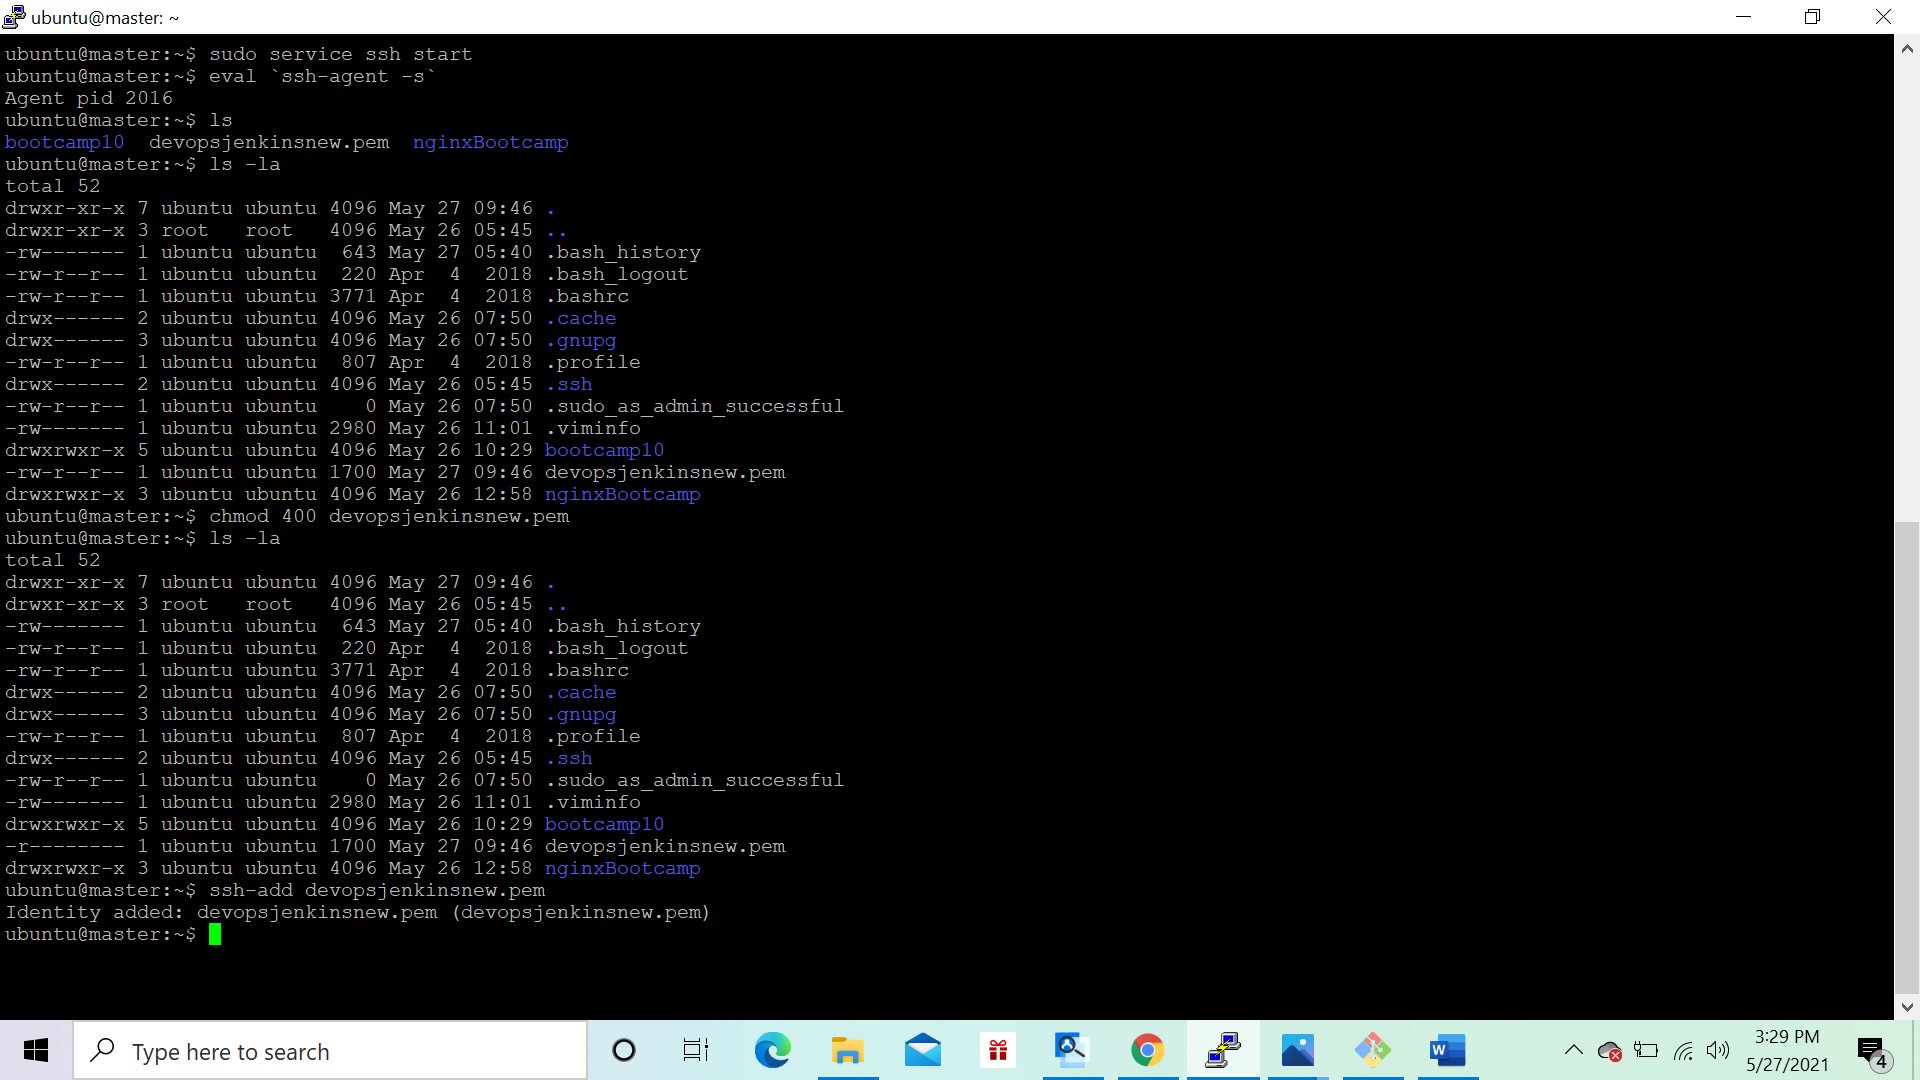 ubuntu@master: ~
ubuntu@master:~$ sudo service ssh start
ubuntu@master:~$ eval `ssh-agent -s`
Agent pid 2016
ubuntu@master:~$ ls
bootcamp10  devopsjenkinsnew.pem  nginxBootcamp
ubuntu@master:~$ ls -la
total 52
drwxr-xr-x 7 ubuntu ubuntu 4096 May 27 09:46 .
drwxr-xr-x 3 root   root   4096 May 26 05:45 ..
-rw------- 1 ubuntu ubuntu  643 May 27 05:40 .bash_history
-rw-r--r-- 1 ubuntu ubuntu  220 Apr  4  2018 .bash_logout
-rw-r--r-- 1 ubuntu ubuntu 3771 Apr  4  2018 .bashrc
drwx------ 2 ubuntu ubuntu 4096 May 26 07:50 .cache
drwx------ 3 ubuntu ubuntu 4096 May 26 07:50 .gnupg
-rw-r--r-- 1 ubuntu ubuntu  807 Apr  4  2018 .profile
drwx------ 2 ubuntu ubuntu 4096 May 26 05:45 .ssh
-rw-r--r-- 1 ubuntu ubuntu    0 May 26 07:50 .sudo_as_admin_successful
-rw------- 1 ubuntu ubuntu 2980 May 26 11:01 .viminfo
drwxrwxr-x 5 ubuntu ubuntu 4096 May 26 10:29 bootcamp10
-rw-r--r-- 1 ubuntu ubuntu 1700 May 27 09:46 devopsjenkinsnew.pem
drwxrwxr-x 3 ubuntu ubuntu 4096 May 26 12:58 nginxBootcamp
ubuntu@master:~$ chmod 400 devopsjenkinsnew.pem
ubuntu@master:~$ ls -la
total 52
drwxr-xr-x 7 ubuntu ubuntu 4096 May 27 09:46 .
drwxr-xr-x 3 root   root   4096 May 26 05:45 ..
-rw------- 1 ubuntu ubuntu  643 May 27 05:40 .bash_history
-rw-r--r-- 1 ubuntu ubuntu  220 Apr  4  2018 .bash_logout
-rw-r--r-- 1 ubuntu ubuntu 3771 Apr  4  2018 .bashrc
drwx------ 2 ubuntu ubuntu 4096 May 26 07:50 .cache
drwx------ 3 ubuntu ubuntu 4096 May 26 07:50 .gnupg
-rw-r--r-- 1 ubuntu ubuntu  807 Apr  4  2018 .profile
drwx------ 2 ubuntu ubuntu 4096 May 26 05:45 .ssh
-rw-r--r-- 1 ubuntu ubuntu    0 May 26 07:50 .sudo_as_admin_successful
-rw------- 1 ubuntu ubuntu 2980 May 26 11:01 .viminfo
drwxrwxr-x 5 ubuntu ubuntu 4096 May 26 10:29 bootcamp10
-r-------- 1 ubuntu ubuntu 1700 May 27 09:46 devopsjenkinsnew.pem
drwxrwxr-x 3 ubuntu ubuntu 4096 May 26 12:58 nginxBootcamp
ubuntu@master:~$ ssh-add devopsjenkinsnew.pem
Identity added: devopsjenkinsnew.pem (devopsjenkinsnew.pem)
ubuntu@master:~$
Type here to search
W
3:29 PM
5/27/2021
4